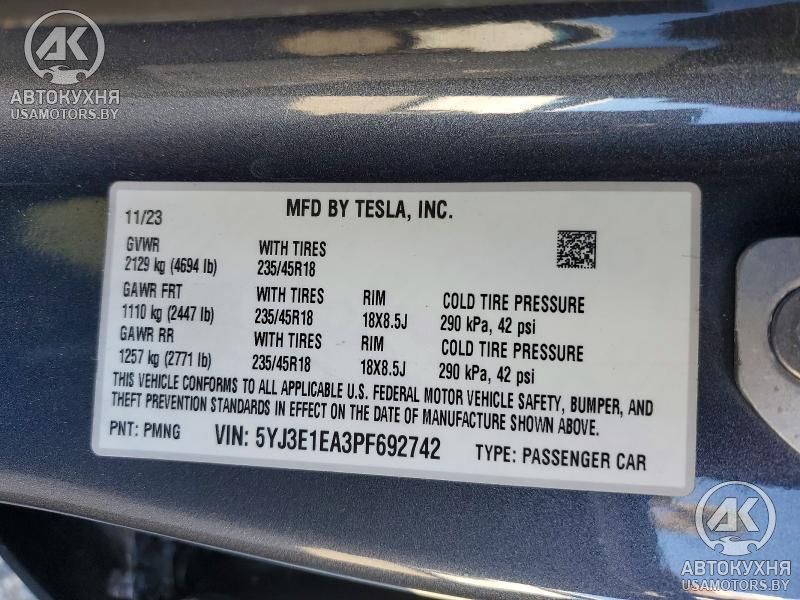 AK
АВТОКУХНЯ
USAMOTORS.BY
11/23 MFD BY TESLA, INC.
GVWR WITH TIRES
2129 kg (4694 lb) 235/45R18
GAWR FRT WITH TIRES RIM COLD TIRE PRESSURE
1110 kg (2447 lb) 235/45R18 18X8.5J 290 kPa, 42 psi
GAWR RR WITH TIRES RIM COLD TIRE PRESSURE
1257 kg (2771 lb) 235/45R18 18X8.5J 290 kPa, 42 psi
THIS VEHICLE CONFORMS TO ALL APPLICABLE U.S. FEDERAL MOTOR VEHICLE SAFETY, BUMPER, AND
THEFT PREVENTION STANDARDS IN EFFECT ON THE DATE OF MANUFACTURE SHOWN ABOVE.
PNT: PMNG VIN: 5YJ3E1EA3PF692742 TYPE: PASSENGER CAR
AK
АВТОКУХНЯ
USAMOTORS.BY